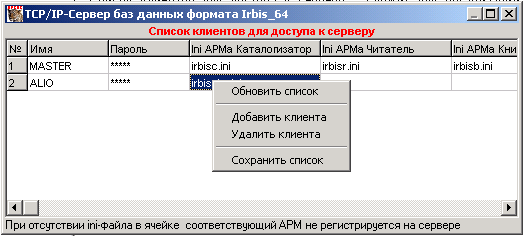 TCP/IP-Сервер баз данных формата Irbis_64
Список клиентов для доступа к серверу
№ Имя Пароль Ini АРМа Каталогизатор Ini АРМа Читатель Ini АРМа Кни
1 MASTER ***** irbisc.ini irbisr.ini irbisb.ini
2 ALIO ***** irbis
Обновить список
Добавить клиента
Удалить клиента
Сохранить список
При отсутствии ini-файла в ячейке соответствующий АРМ не регистрируется на сервере